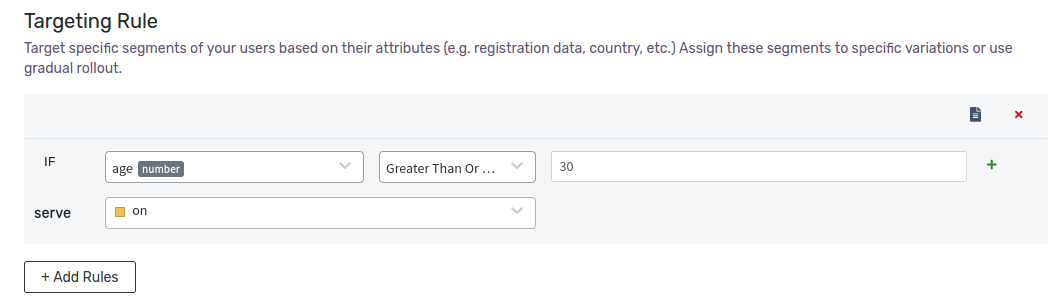 Targeting Rule
Target specific segments of your users based on their attributes (e.g. registration data, country, etc.) Assign these segments to specific variations or use
gradual rollout.
IF
age number
Greater Than Or ...
30
serve
on
+ Add Rules